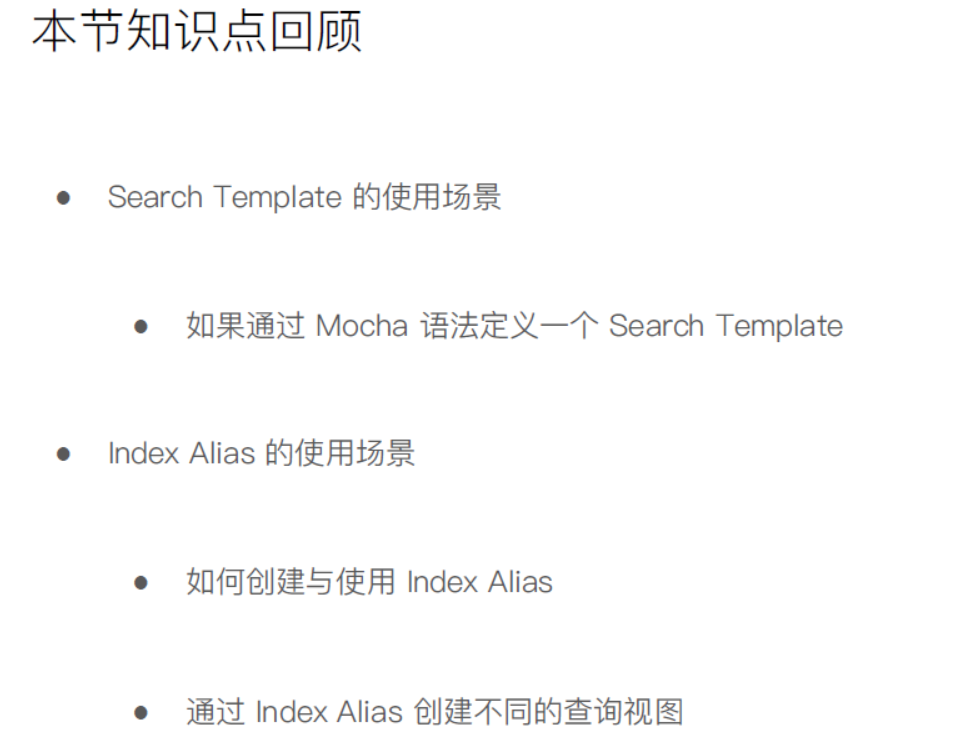 本节知识点回顾
● Search Template 的使用场景
● 如果通过 Mocha 语法定义一个 Search Template
● Index Alias 的使用场景
● 如何创建与使用 Index Alias
● 通过 Index Alias 创建不同的查询视图